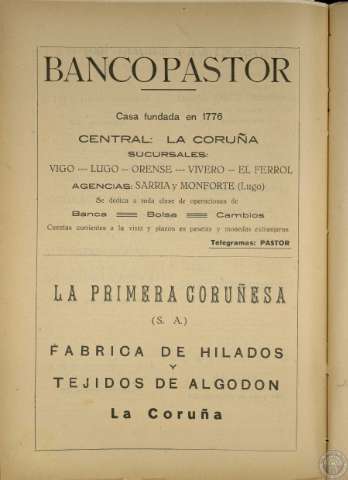 BANCO PASTOR
Casa fundada en 1776
CENTRAL: LA CORUÑA
SUCURSALES:
VIGO --- LUGO -- ORENSE --- VIVERO -- EL FERROL
AGENCIAS: SARRIA y MONFORTE (Lugo)
Se dedica a toda clase de operaciones de
Banca == Bolsa == Cambios
Cuentas corrientes a la vista y plazos en pesetas y monedas extranjeras
Telegramas: PASTOR
LA PRIMERA CORUÑESA
(S. A.)
FABRICA DE HILADOS
Y
TEJIDOS DE ALGODON
La Coruña